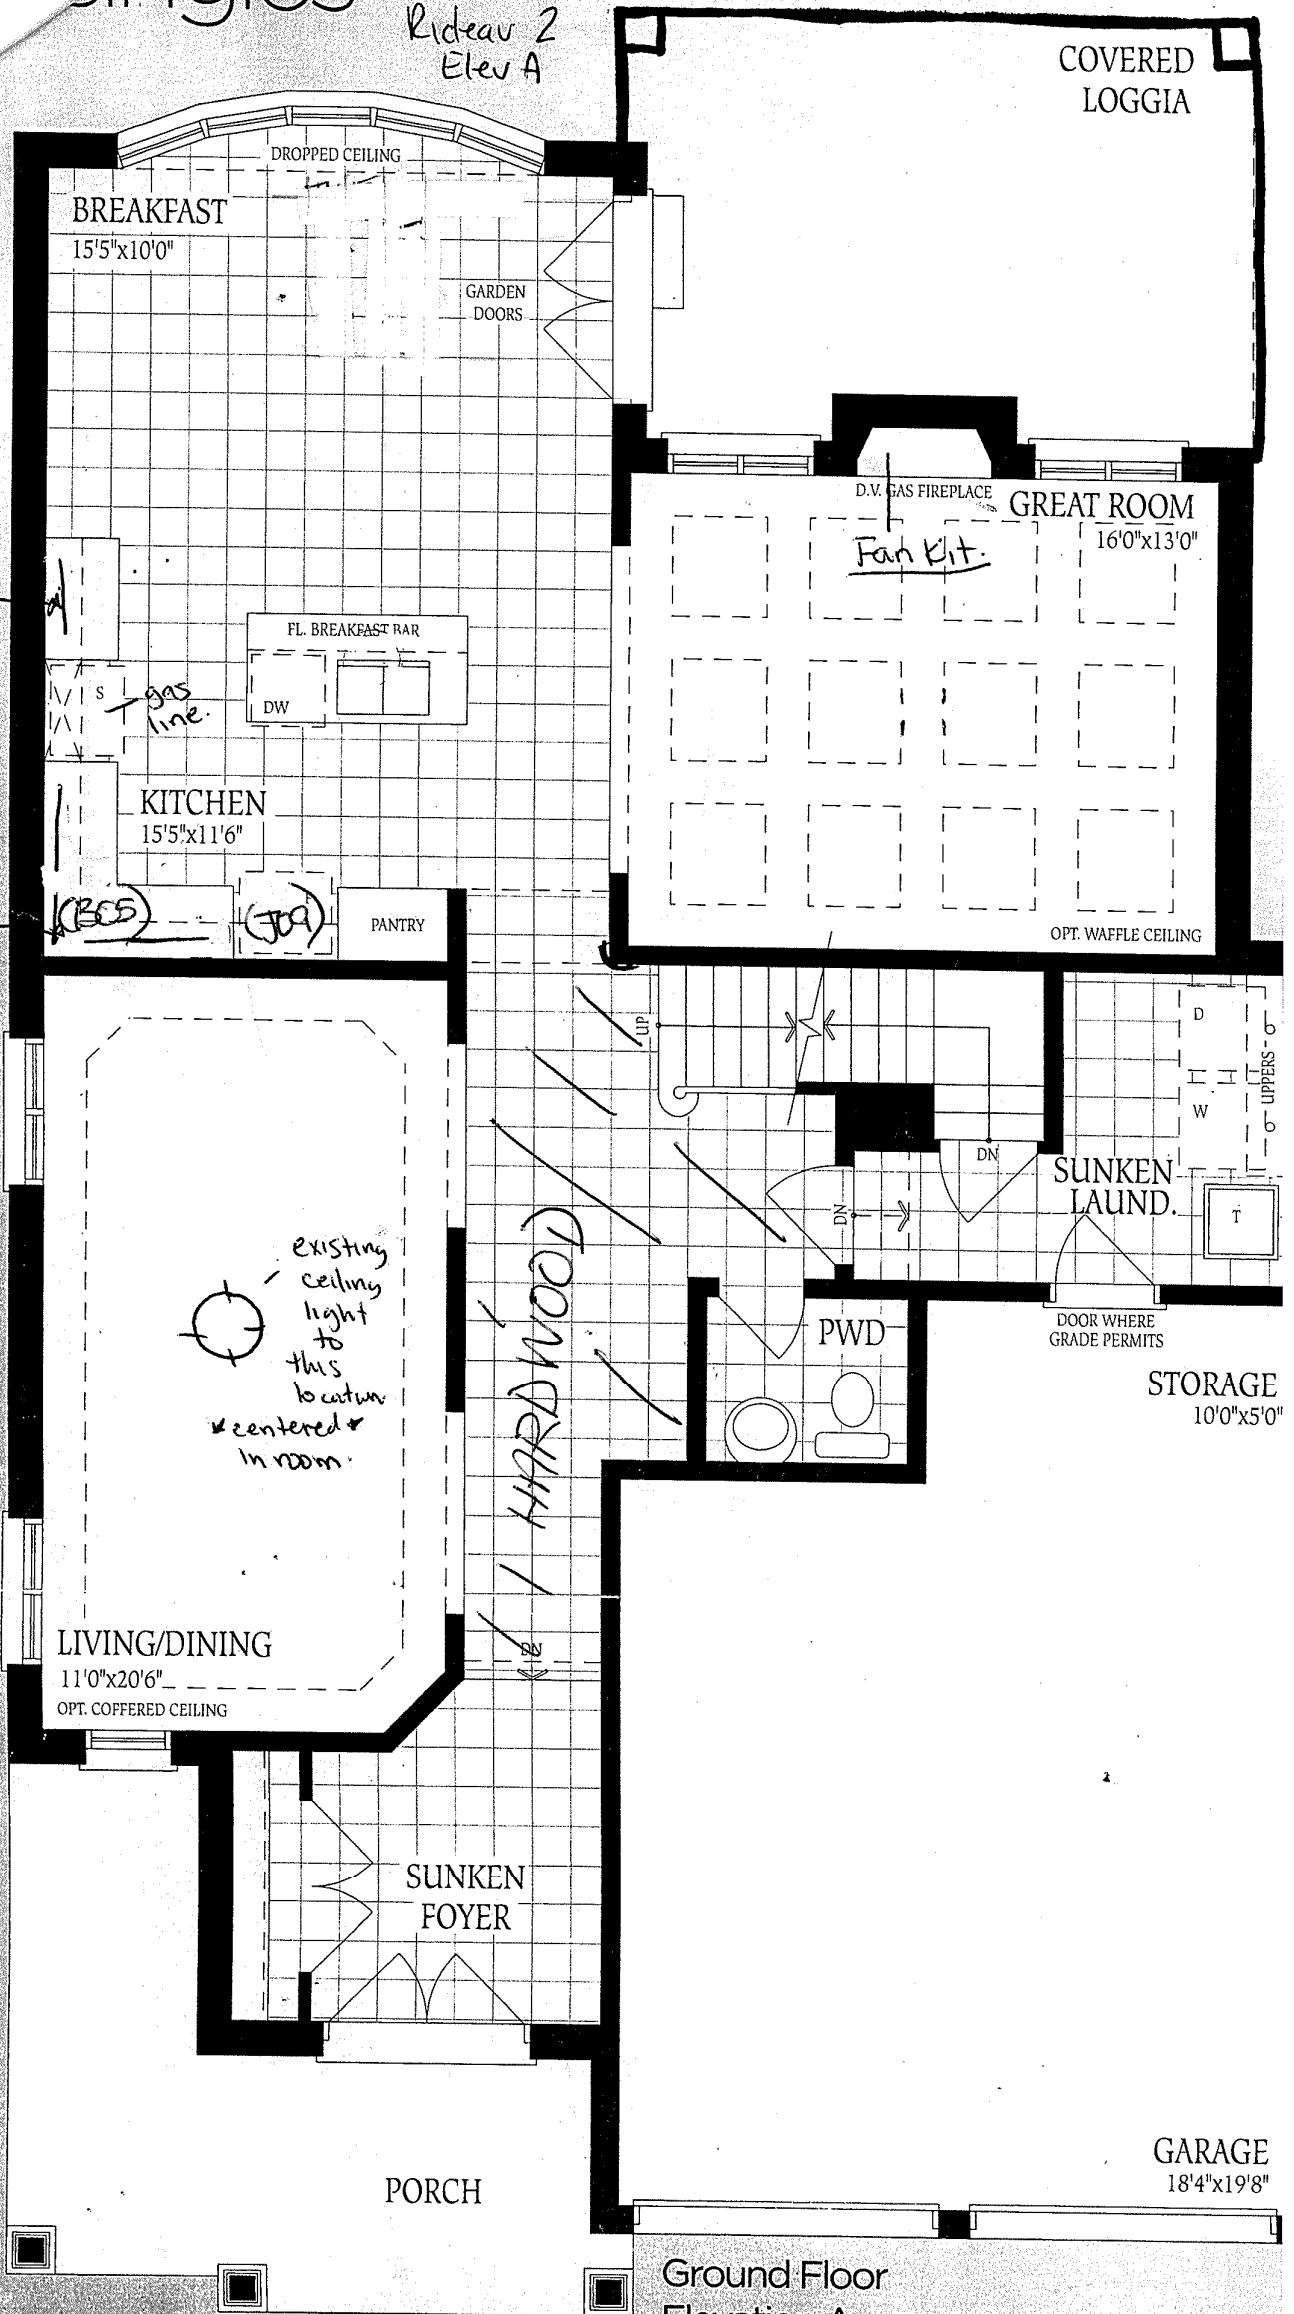 Rideau 2
Elev A
COVERED
LOGGIA
DROPPED CEILING
BREAKFAST
15'5"x10'0"
GARDEN
DOORS
D.V. GAS FIREPLACE
GREAT ROOM
16'0"x13'0"
Fan Kit.
FL. BREAKFAST BAR
DW
S
gas
line.
KITCHEN
15'5"x11'6"
(BC5)
(J09)
PANTRY
OPT. WAFFLE CEILING
UP
D
W
UPPERS
DN
SUNKEN
LAUND.
T
DN
existing
ceiling
light
to
this
location
*centered*
in room.
HARDWOOD
PWD
DOOR WHERE
GRADE PERMITS
STORAGE
10'0"x5'0"
DN
LIVING/DINING
11'0"x20'6"
OPT. COFFERED CEILING
SUNKEN
FOYER
PORCH
GARAGE
18'4"x19'8"
Ground Floor
Elevation A